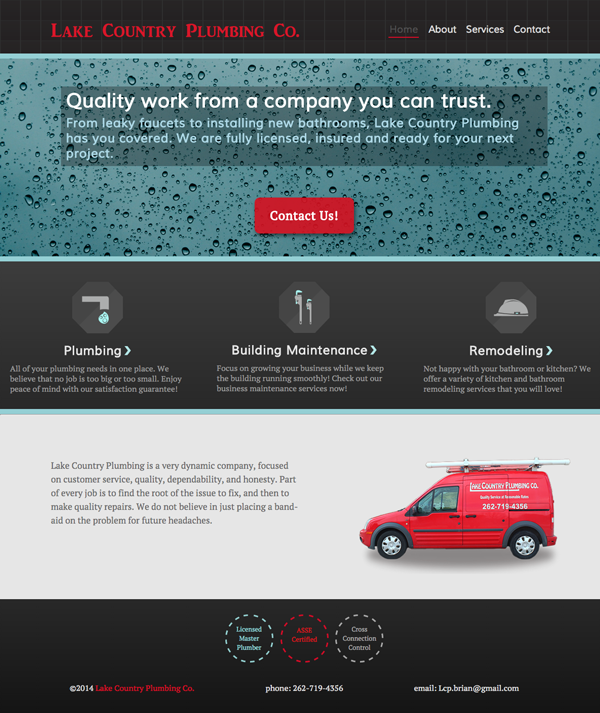 Lake Country Plumbing Co.
Home About Services Contact
Quality work from a company you can trust.
From leaky faucets to installing new bathrooms, Lake Country Plumbing
has you covered. We are fully licensed, insured and ready for your next
project.
Contact Us!
Plumbing
All of your plumbing needs in one place. We
believe that no job is too big or too small. Enjoy
peace of mind with our satisfaction guarantee!
Building Maintenance
Focus on growing your business while we keep
the building running smoothly! Check out our
business maintenance services now!
Remodeling
Not happy with your bathroom or kitchen? We
offer a variety of kitchen and bathroom
remodeling services that you will love!
Lake Country Plumbing is a very dynamic company, focused
on customer service, quality, dependability, and honesty. Part
of every job is to find the root of the issue to fix, and then to
make quality repairs. We do not believe in just placing a band-
aid on the problem for future headaches.
Lake Country Plumbing Co.
Quality Service at Reasonable Rates
262-719-4356
Licensed
Master
Plumber
ASSE
Certified
Cross
Connection
Control
©2014 Lake Country Plumbing Co.
phone: 262-719-4356
email: Lcp.brian@gmail.com